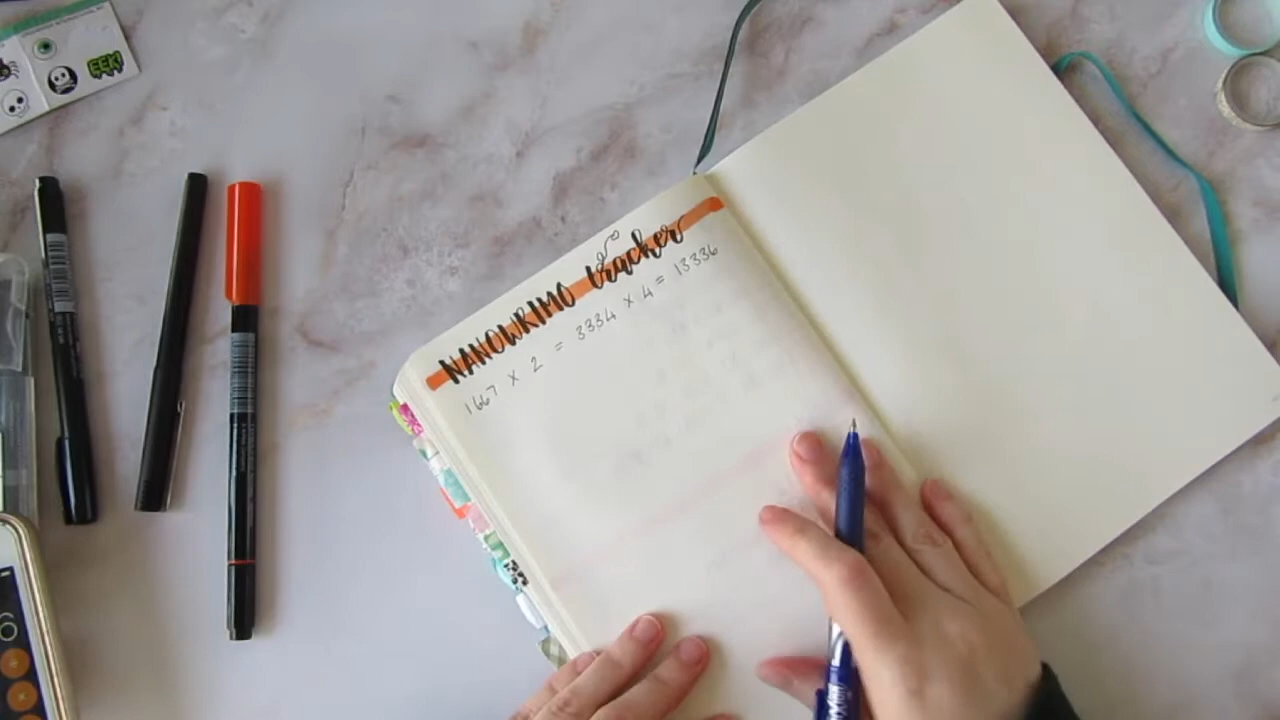 EEK!
NANOWRIMO tracker
1667 x 2 = 3334 x 4 = 13336